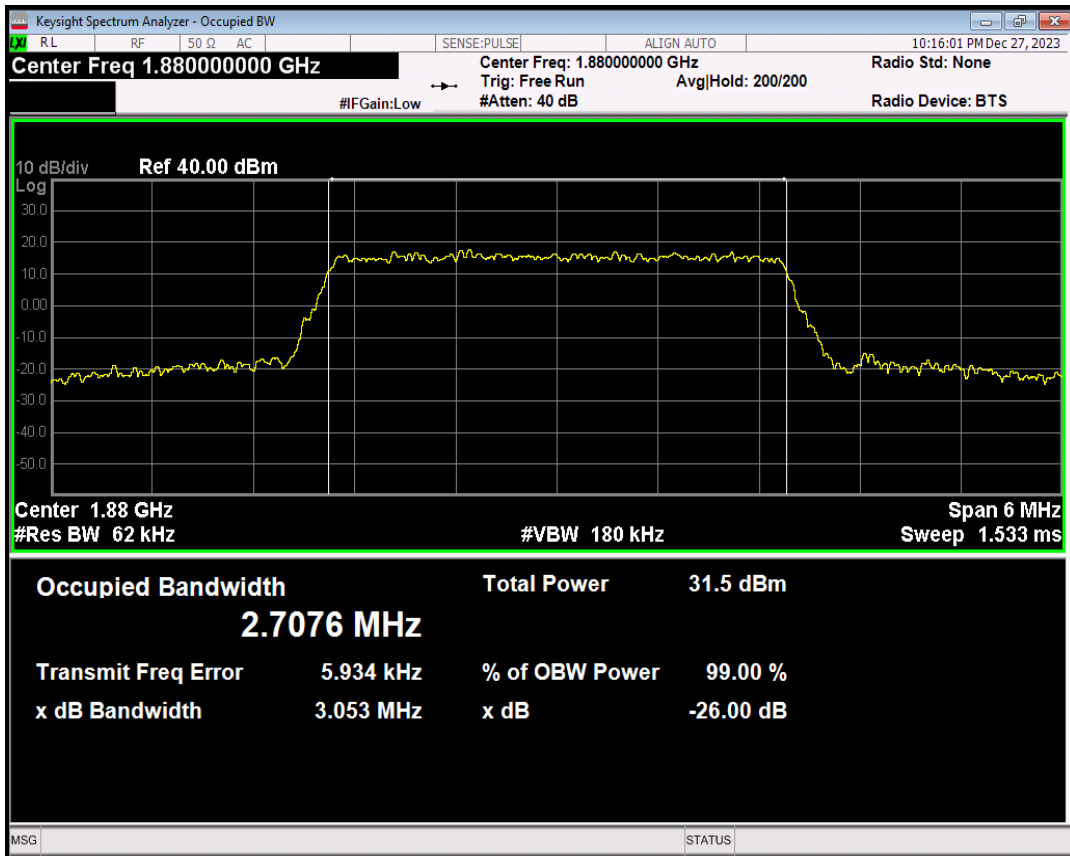 Keysight Spectrum Analyzer - Occupied BW
LXI RL RF 50 Ω AC SENSE:PULSE ALIGN AUTO 10:16:01 PM Dec 27, 2023
Center Freq 1.880000000 GHz Center Freq: 1.880000000 GHz Radio Std: None
Trig: Free Run Avg|Hold: 200/200
#IFGain:Low #Atten: 40 dB Radio Device: BTS
10 dB/div Ref 40.00 dBm
Log
30.0
20.0
10.0
0.00
-10.0
-20.0
-30.0
-40.0
-50.0
Center 1.88 GHz Span 6 MHz
#Res BW 62 kHz #VBW 180 kHz Sweep 1.533 ms
Occupied Bandwidth Total Power 31.5 dBm
2.7076 MHz
Transmit Freq Error 5.934 kHz % of OBW Power 99.00 %
x dB Bandwidth 3.053 MHz x dB -26.00 dB
MSG STATUS